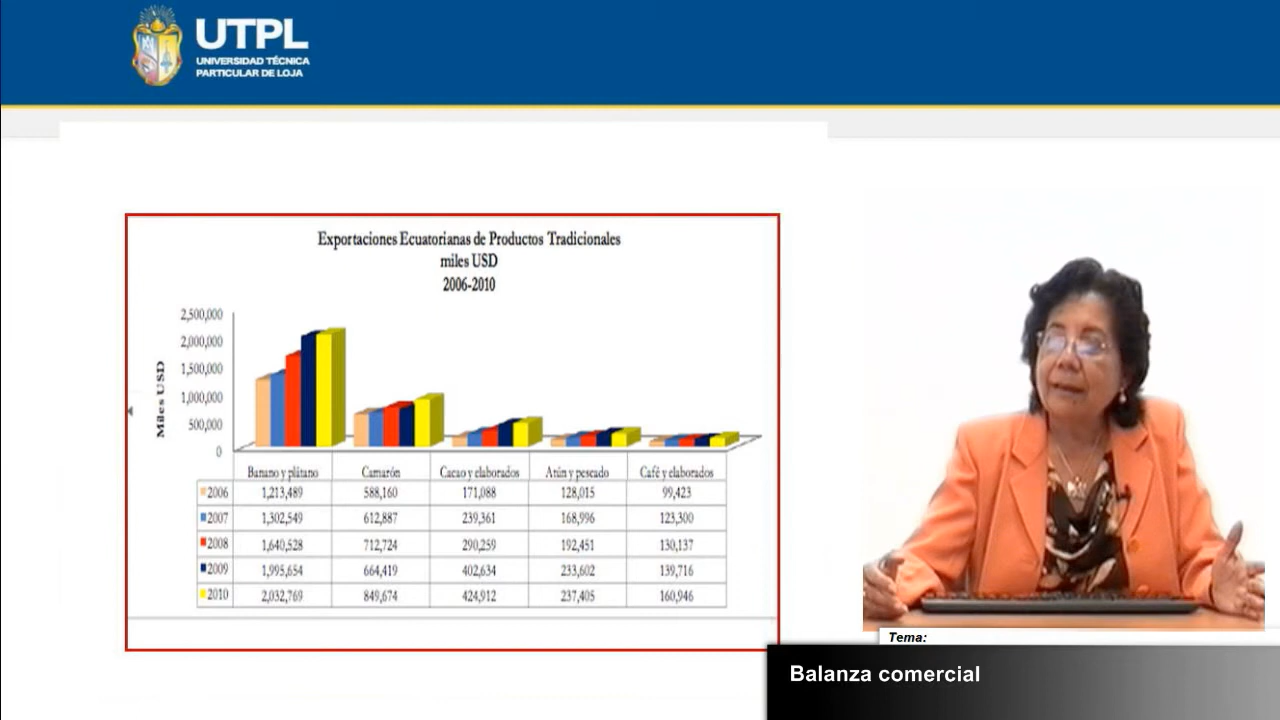 UTPL
UNIVERSIDAD TÉCNICA
PARTICULAR DE LOJA
Exportaciones Ecuatorianas de Productos Tradicionales
miles USD
2006-2010
Miles USD
2,500,000
2,000,000
1,500,000
1,000,000
500,000
0
Banano y plátano Camarón Cacao y elaborados Atún y pescado Café y elaborados
2006 1,213,489 588,160 171,088 128,015 99,423
2007 1,302,549 612,887 239,361 168,996 123,300
2008 1,640,528 712,724 290,259 192,451 130,137
2009 1,995,654 664,419 402,634 233,602 139,716
2010 2,032,769 849,674 424,912 237,405 160,946
Tema:
Balanza comercial